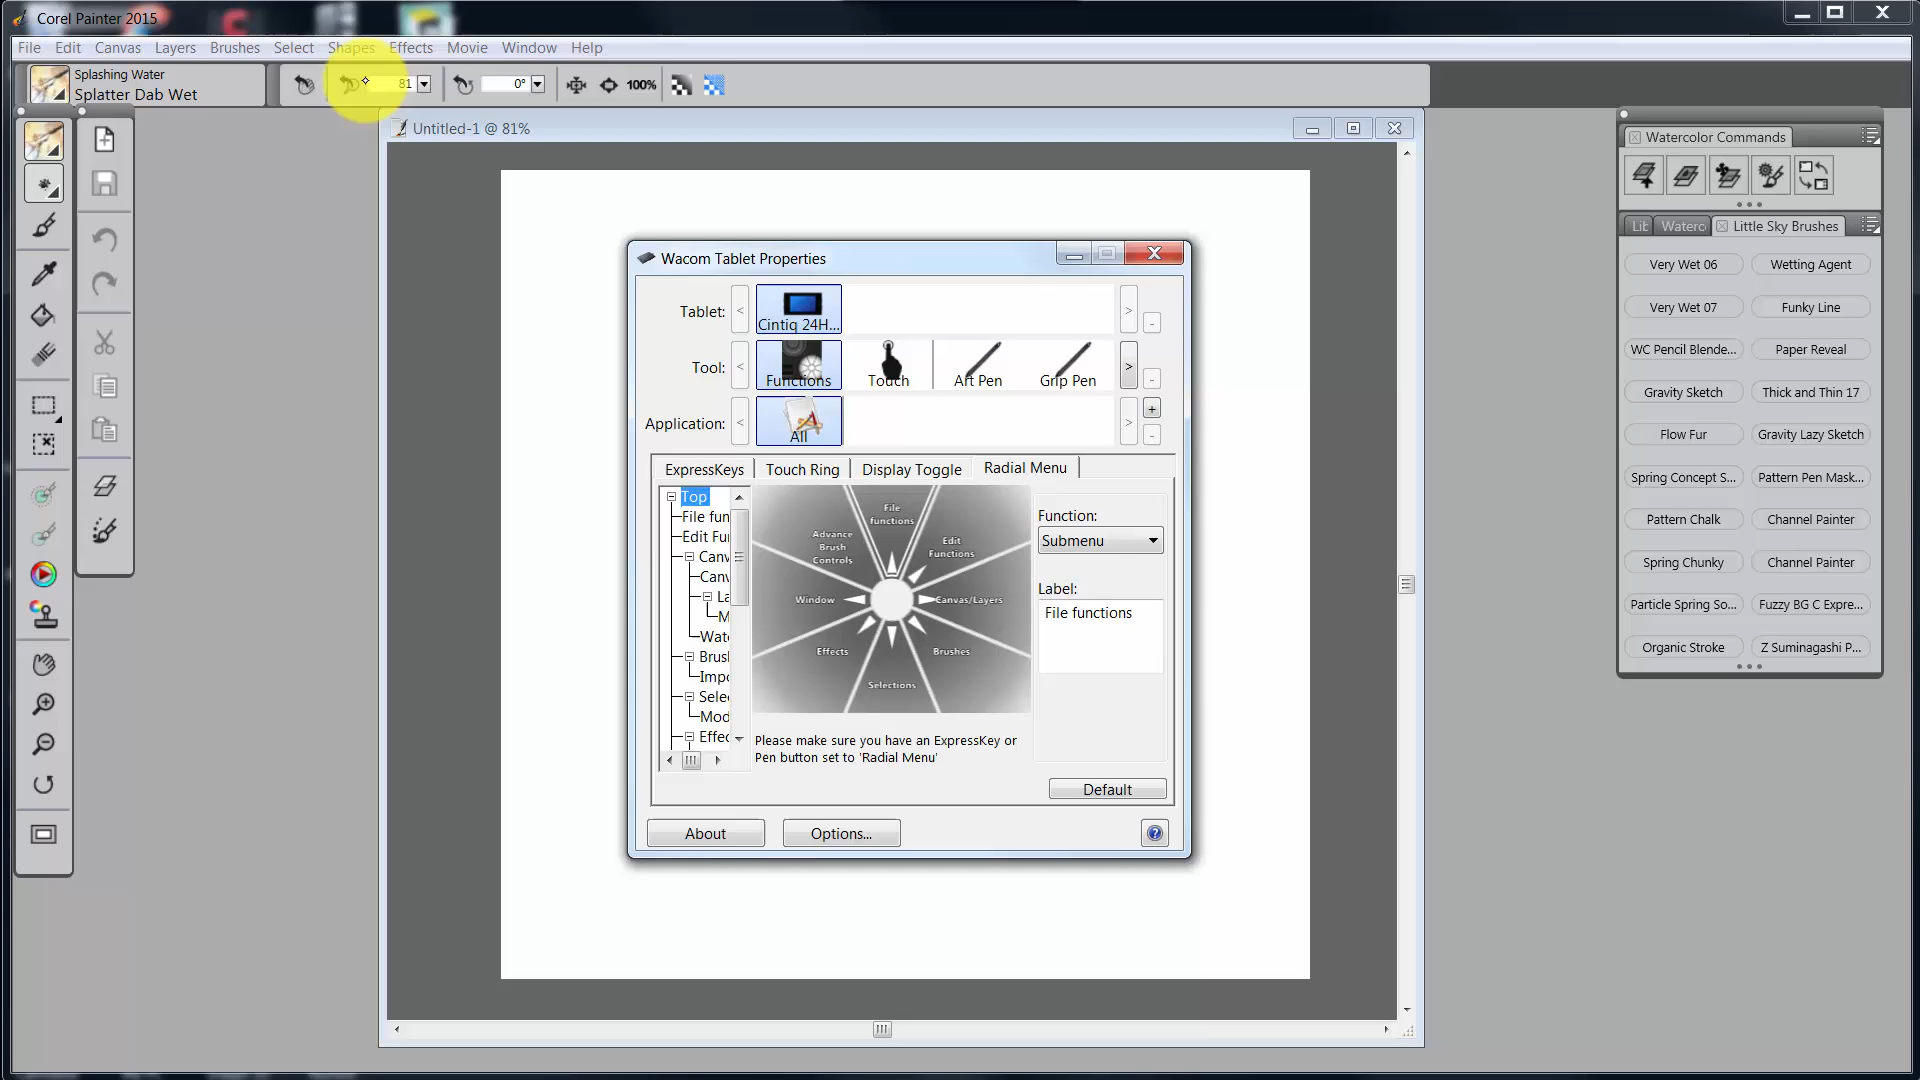 Corel Painter 2015
File Edit Canvas Layers Brushes Select Shapes Effects Movie Window Help
Splashing Water
Splatter Dab Wet
81 0° 100%
Untitled-1 @ 81%
Watercolor Commands
Lit Waterco Little Sky Brushes
Very Wet 06 Wetting Agent
Very Wet 07 Funky Line
WC Pencil Blende... Paper Reveal
Gravity Sketch Thick and Thin 17
Flow Fur Gravity Lazy Sketch
Spring Concept S... Pattern Pen Mask...
Pattern Chalk Channel Painter
Spring Chunky Channel Painter
Particle Spring So... Fuzzy BG C Expre...
Organic Stroke Z Suminagashi P...
Wacom Tablet Properties
Tablet: Cintiq 24H...
Tool: Functions Touch Art Pen Grip Pen
Application: All
ExpressKeys Touch Ring Display Toggle Radial Menu
Top
File fun
Edit Fu
Canv
Canv
La
M
Wate
Brus
Impo
Selec
Mod
Effec
File
functions
Edit
Functions
Canvas/Layers
Brushes
Selections
Effects
Window
Advance
Brush
Controls
Function:
Submenu
Label:
File functions
Please make sure you have an ExpressKey or
Pen button set to 'Radial Menu'
Default
About Options...